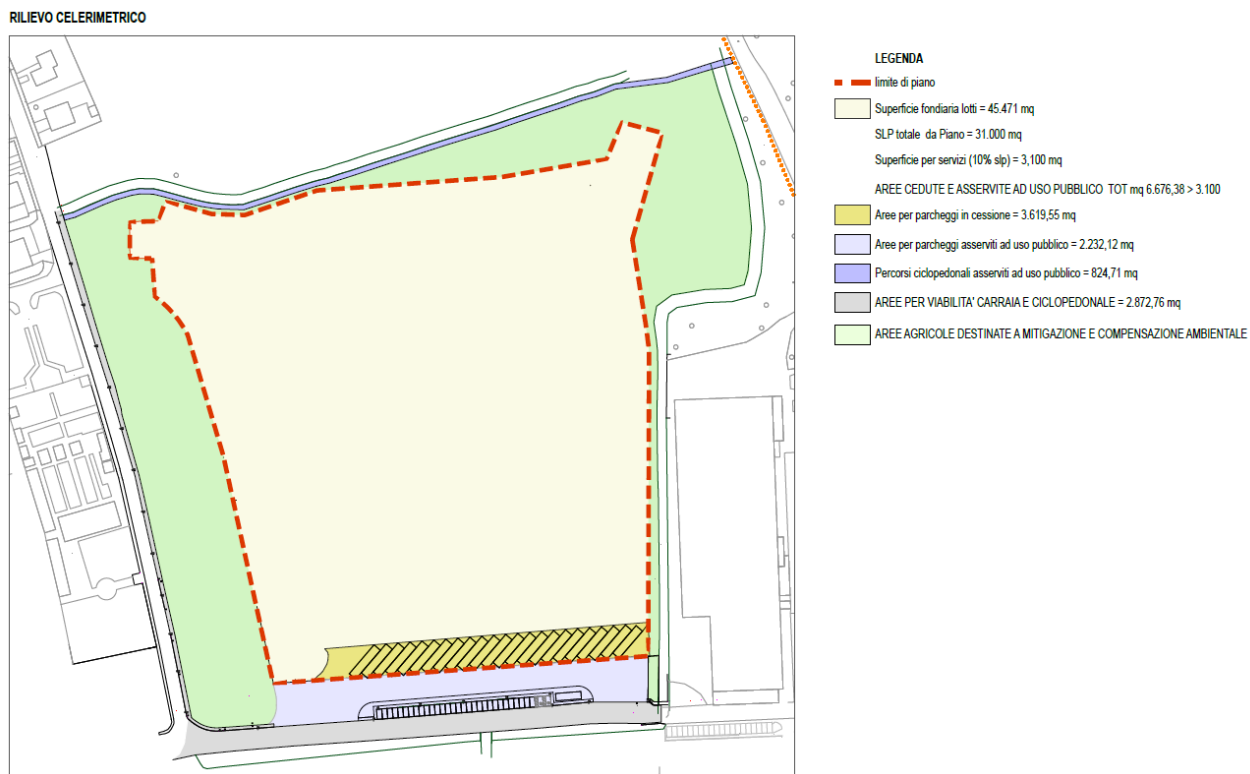 RILIEVO CELERIMETRICO
LEGENDA
limite di piano
Superficie fondiaria lotti = 45.471 mq
SLP totale da Piano = 31.000 mq
Superficie per servizi (10% slp) = 3,100 mq
AREE CEDUTE E ASSERVITE AD USO PUBBLICO TOT mq 6.676,38 > 3.100
Aree per parcheggi in cessione = 3.619,55 mq
Aree per parcheggi asserviti ad uso pubblico = 2.232,12 mq
Percorsi ciclopedonali asserviti ad uso pubblico = 824,71 mq
AREE PER VIABILITA' CARRAIA E CICLOPEDONALE = 2.872,76 mq
AREE AGRICOLE DESTINATE A MITIGAZIONE E COMPENSAZIONE AMBIENTALE